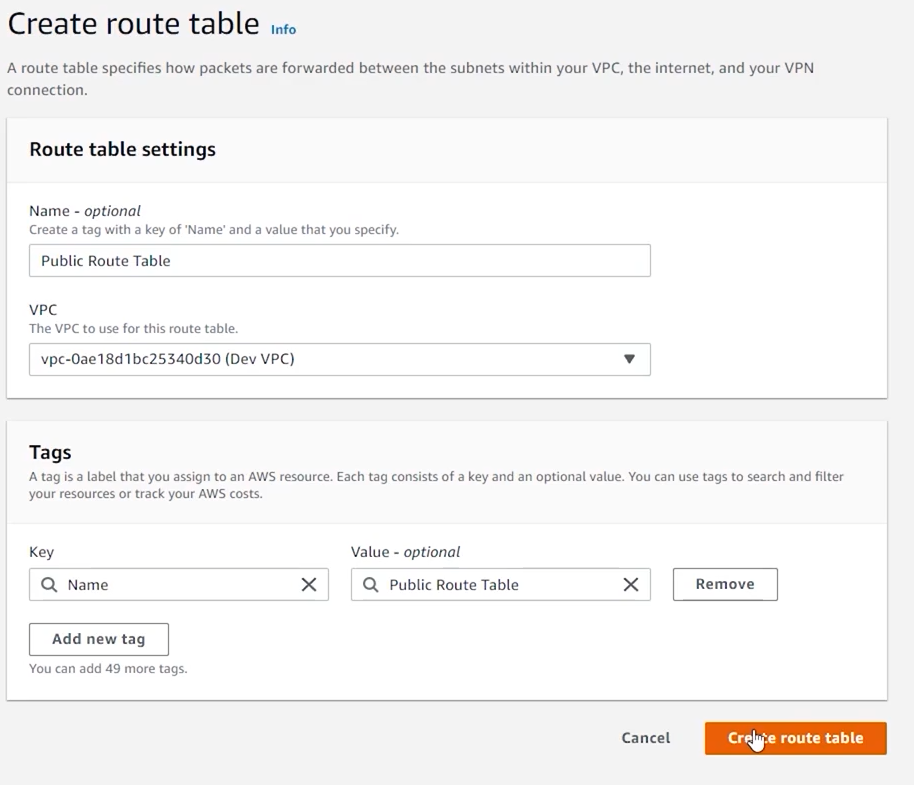 Create route table Info
A route table specifies how packets are forwarded between the subnets within your VPC, the internet, and your VPN
connection.
Route table settings
Name - optional
Create a tag with a key of 'Name' and a value that you specify.
Public Route Table
VPC
The VPC to use for this route table.
vpc-0ae18d1bc25340d30 (Dev VPC)
Tags
A tag is a label that you assign to an AWS resource. Each tag consists of a key and an optional value. You can use tags to search and filter
your resources or track your AWS costs.
Key Value - optional
Name Public Route Table Remove
Add new tag
You can add 49 more tags.
Cancel Create route table